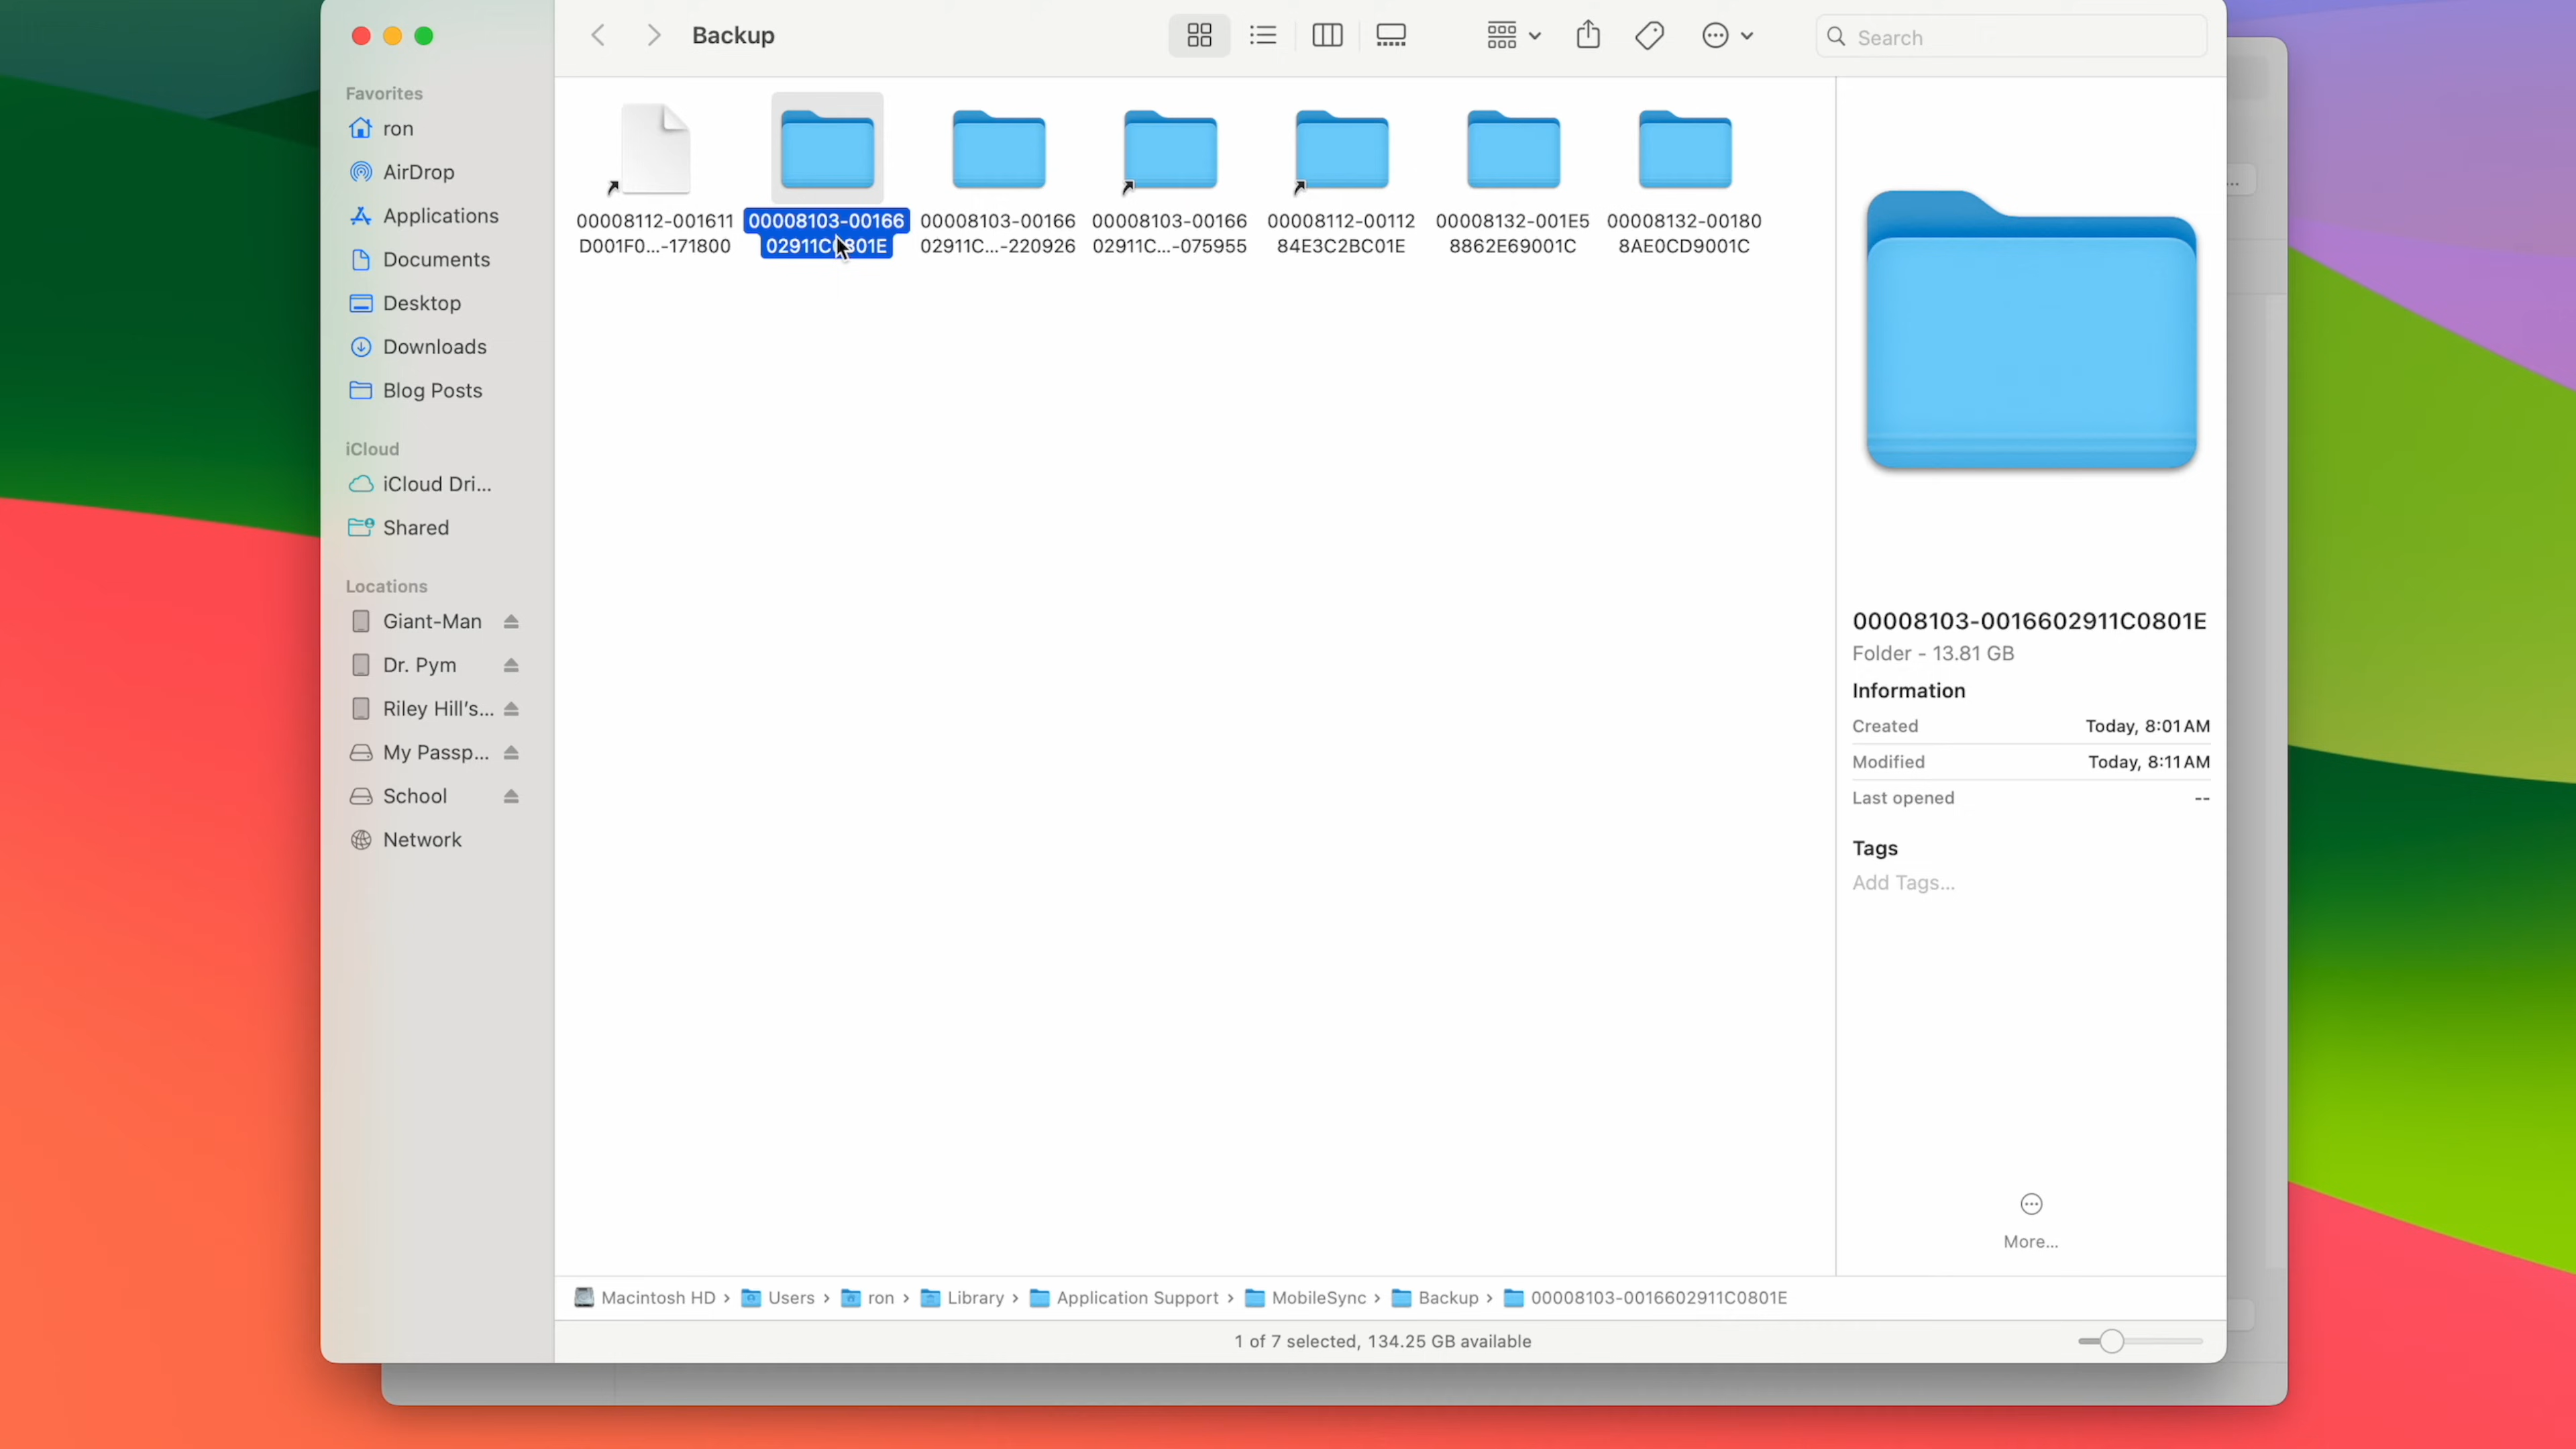 Backup
Search
Favorites
ron
AirDrop
Applications
Documents
Desktop
Downloads
Blog Posts
iCloud
iCloud Dri...
Shared
Locations
Giant-Man
Dr. Pym
Riley Hill's...
My Passp...
School
Network
00008112-001611
D001F0...-171800
00008103-00166
02911C0801E
00008103-00166
02911C...-220926
00008103-00166
02911C...-075955
00008112-00112
84E3C2BC01E
00008132-001E5
8862E69001C
00008132-00180
8AE0CD9001C
00008103-0016602911C0801E
Folder - 13.81 GB
Information
Created Today, 8:01 AM
Modified Today, 8:11 AM
Last opened --
Tags
Add Tags...
More...
Macintosh HD › Users › ron › Library › Application Support › MobileSync › Backup › 00008103-0016602911C0801E
1 of 7 selected, 134.25 GB available